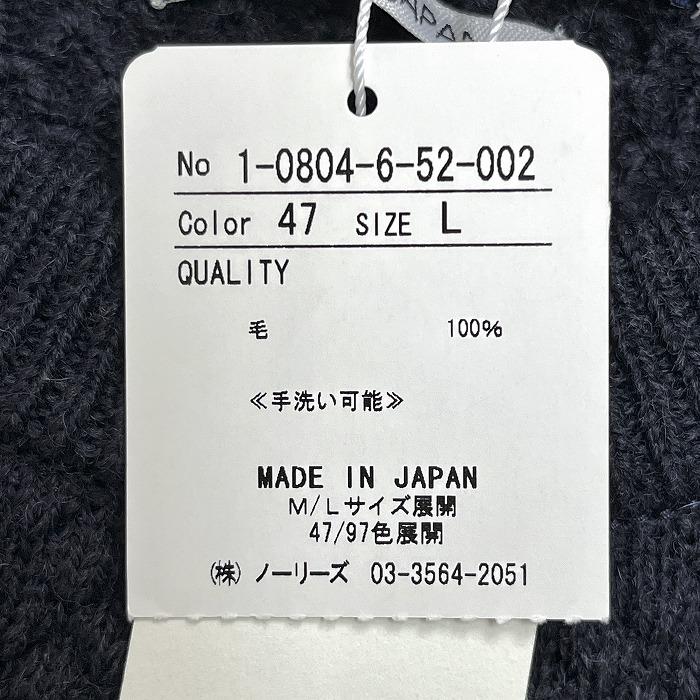 No 1-0804-6-52-002
Color 47 SIZE L
QUALITY
毛 100%
≪手洗い可能≫
MADE IN JAPAN
M/Lサイズ展開
47/97色展開
(株) ノーリーズ 03-3564-2051